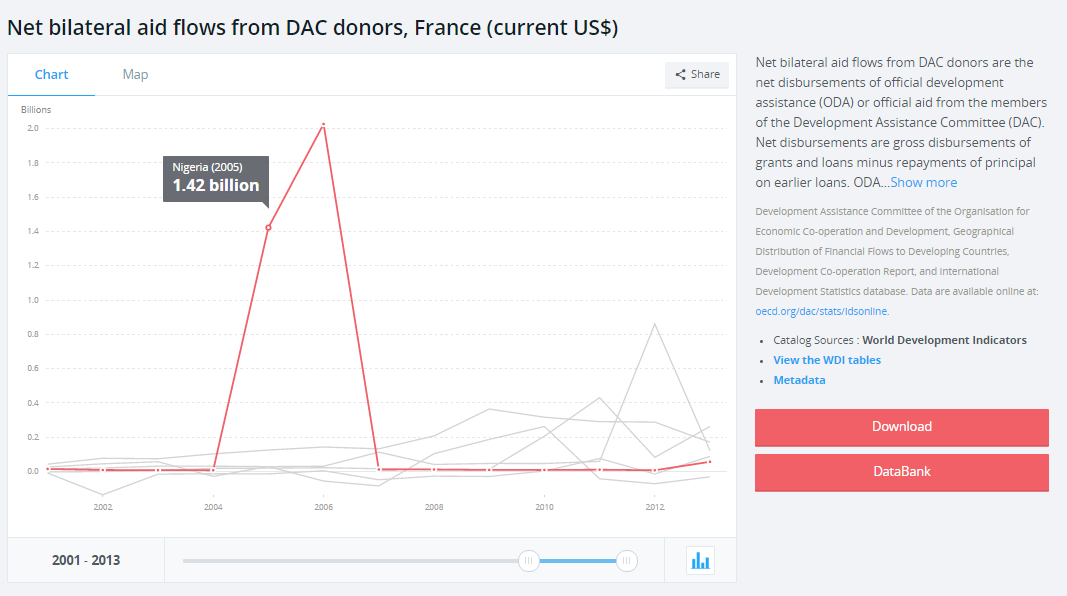 Net bilateral aid flows from DAC donors, France (current US$)
Chart
Map
Share
Billions
2.0
1.8
1.6
1.4
1.2
1.0
0.8
0.6
0.4
0.2
0.0
Nigeria (2005)
1.42 billion
2002
2004
2006
2008
2010
2012
2001 - 2013
Net bilateral aid flows from DAC donors are the
net disbursements of official development
assistance (ODA) or official aid from the members
of the Development Assistance Committee (DAC).
Net disbursements are gross disbursements of
grants and loans minus repayments of principal
on earlier loans. ODA...Show more
Development Assistance Committee of the Organisation for
Economic Co-operation and Development, Geographical
Distribution of Financial Flows to Developing Countries,
Development Co-operation Report, and International
Development Statistics database. Data are available online at:
oecd.org/dac/stats/idsonline.
Catalog Sources : World Development Indicators
View the WDI tables
Metadata
Download
DataBank